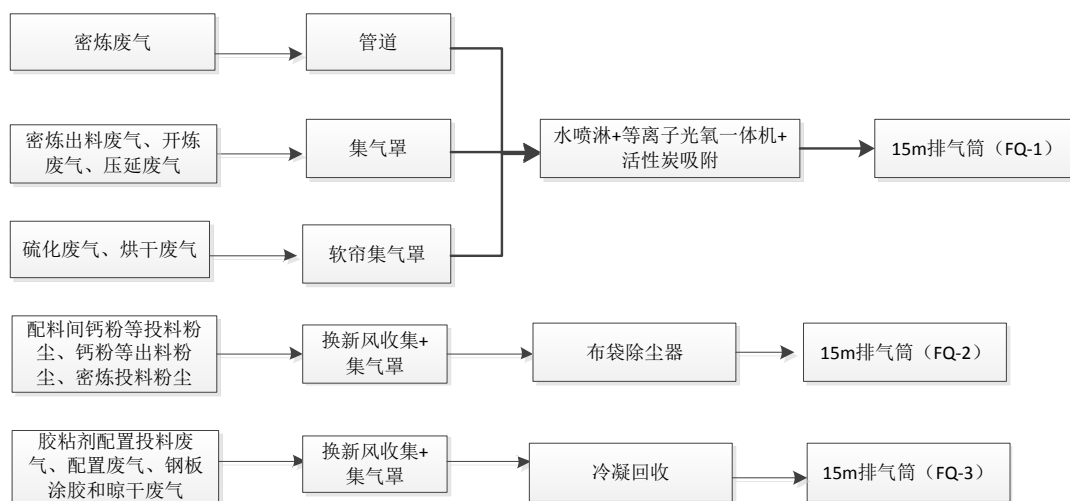 密炼废气
管道
密炼出料废气、开炼
废气、压延废气
集气罩
水喷淋+等离子光氧一体机+
活性炭吸附
15m排气筒（FQ-1）
硫化废气、烘干废气
软帘集气罩
配料间钙粉等投料粉
尘、钙粉等出料粉
尘、密炼投料粉尘
换新风收集+
集气罩
布袋除尘器
15m排气筒（FQ-2）
胶粘剂配置投料废
气、配置废气、钢板
涂胶和晾干废气
换新风收集+
集气罩
冷凝回收
15m排气筒（FQ-3）